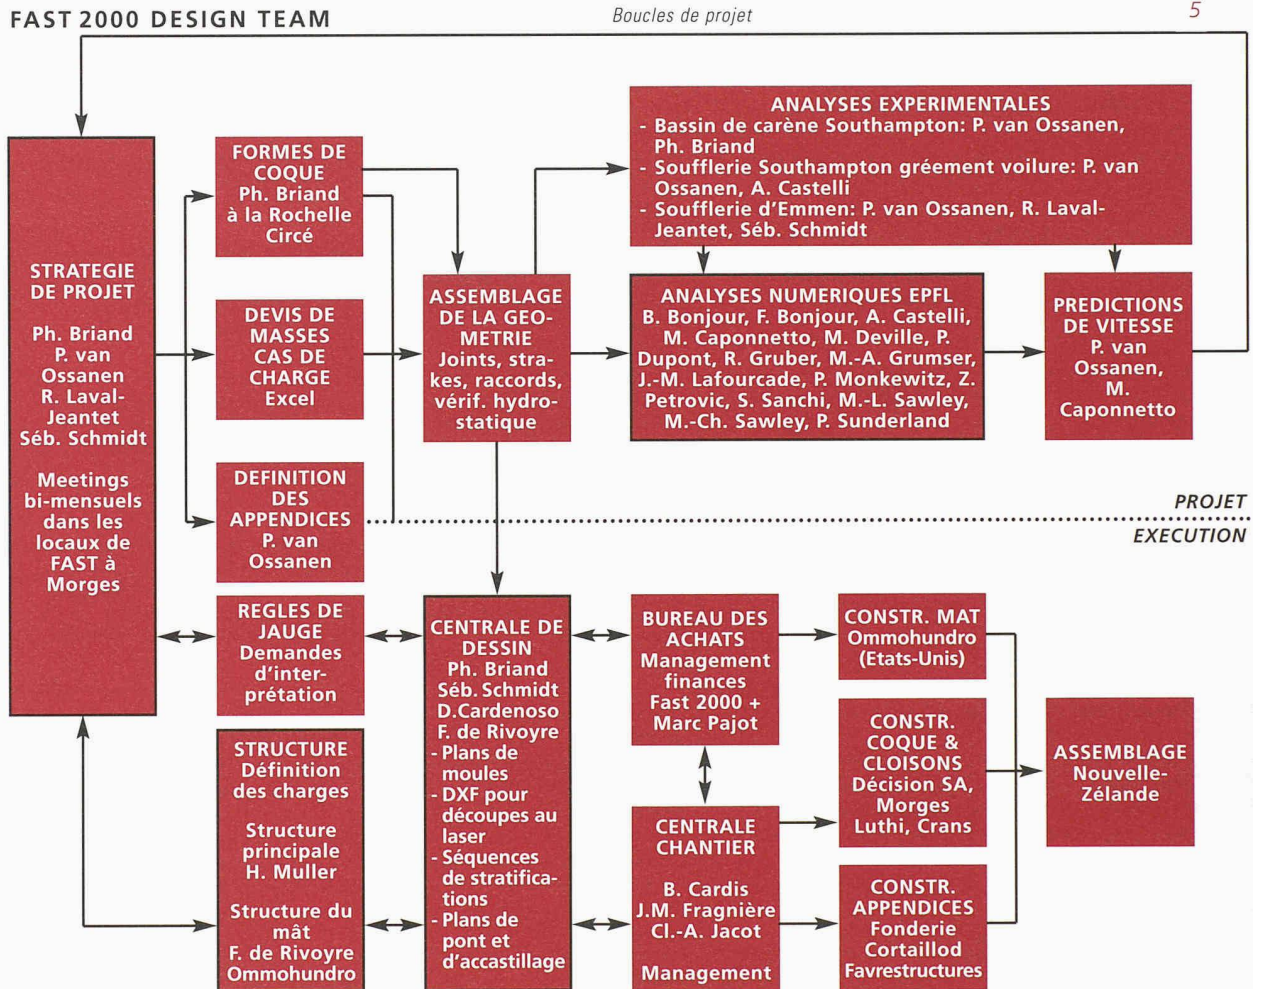 FAST 2000 DESIGN TEAM
Boucles de projet
5
STRATEGIE
DE PROJET
Ph. Briand
P. van
Ossanen
R. Laval-
Jeantet
Séb. Schmidt
Meetings
bi-mensuels
dans les
locaux de
FAST à
Morges
FORMES DE
COQUE
Ph. Briand
à la Rochelle
Circé
DEVIS DE
MASSES
CAS DE
CHARGE
Excel
DEFINITION
DES
APPENDICES
P. van
Ossanen
ASSEMBLAGE
DE LA GEO-
METRIE
Joints, stra-
kes, raccords,
vérif. hydro-
statique
ANALYSES EXPERIMENTALES
- Bassin de carène Southampton: P. van Ossanen,
Ph. Briand
- Soufflerie Southampton gréement voilure: P. van
Ossanen, A. Castelli
- Soufflerie d'Emmen: P. van Ossanen, R. Laval-
Jeantet, Séb. Schmidt
ANALYSES NUMERIQUES EPFL
B. Bonjour, F. Bonjour, A. Castelli,
M. Caponnetto, M. Deville, P.
Dupont, R. Gruber, M.-A. Grumser,
J.-M. Lafourcade, P. Monkewitz, Z.
Petrovic, S. Sanchi, M.-L. Sawley,
M.-Ch. Sawley, P. Sunderland
PREDICTIONS
DE VITESSE
P. van
Ossanen,
M.
Caponnetto
PROJET
EXECUTION
REGLES DE
JAUGE
Demandes
d'inter-
prétation
STRUCTURE
Définition
des charges
Structure
principale
H. Muller
Structure du
mât
F. de Rivoyre
Ommohundro
CENTRALE DE
DESSIN
Ph. Briand
Séb. Schmidt
D.Cardenoso
F. de Rivoyre
- Plans de
moules
- DXF pour
découpes au
laser
- Séquences
de stratifica-
tions
- Plans de
pont et
d'accastillage
BUREAU DES
ACHATS
Management
finances
Fast 2000 +
Marc Pajot
CENTRALE
CHANTIER
B. Cardis
J.M. Fragnière
Cl.-A. Jacot
Management
CONSTR. MAT
Ommohundro
(Etats-Unis)
CONSTR.
COQUE &
CLOISONS
Décision SA,
Morges
Luthi, Crans
CONSTR.
APPENDICES
Fonderie
Cortaillod
Favrestructures
ASSEMBLAGE
Nouvelle-
Zélande